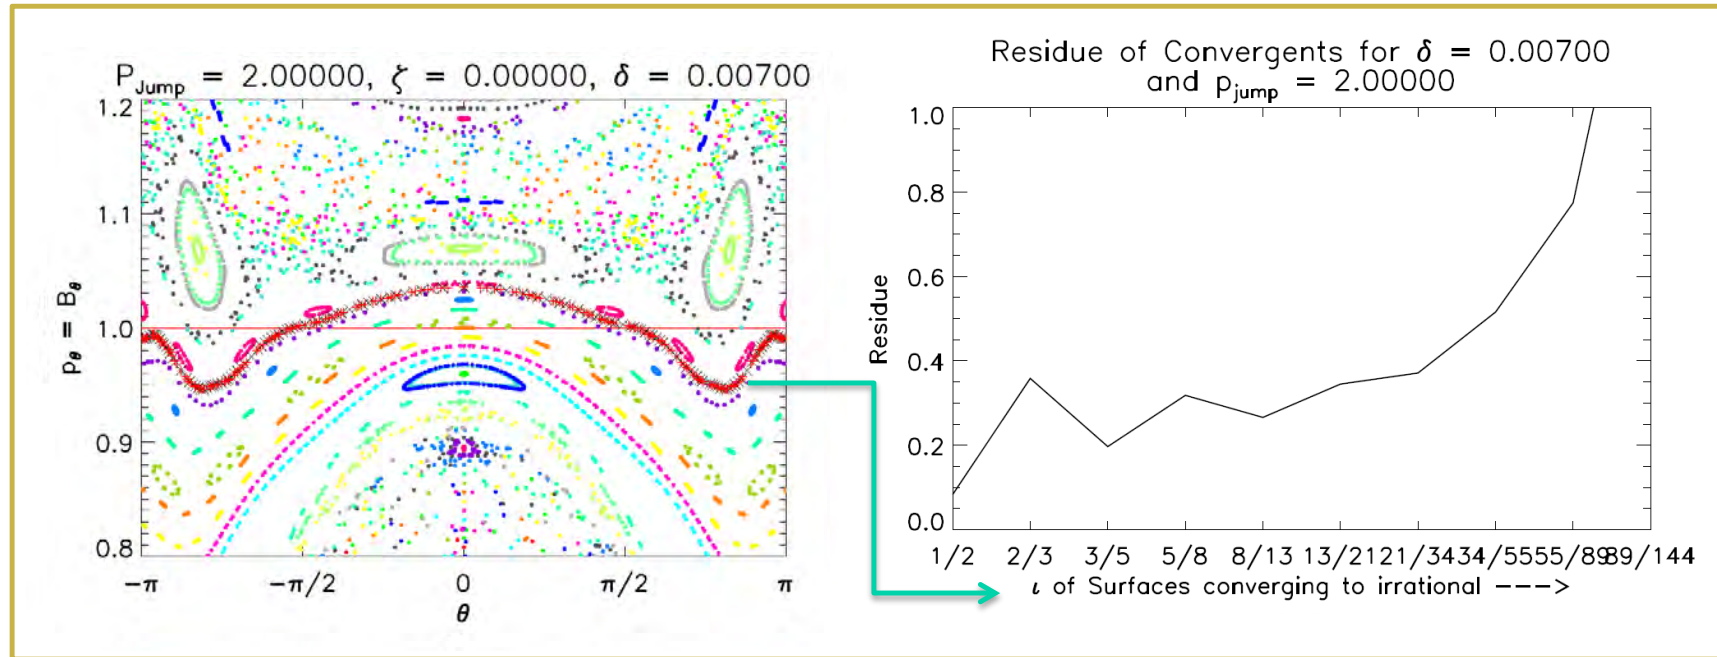 P_Jump = 2.00000, ζ = 0.00000, δ = 0.00700
1.2
1.1
1.0
0.9
0.8
p_θ = B_θ
−π
−π/2
0
π/2
π
θ
Residue of Convergents for δ = 0.00700
and p_jump = 2.00000
1.0
0.8
0.6
0.4
0.2
0.0
Residue
1/2 2/3 3/5 5/8 8/13 13/21 21/34 34/55 55/89 89/144
ι of Surfaces converging to irrational --->